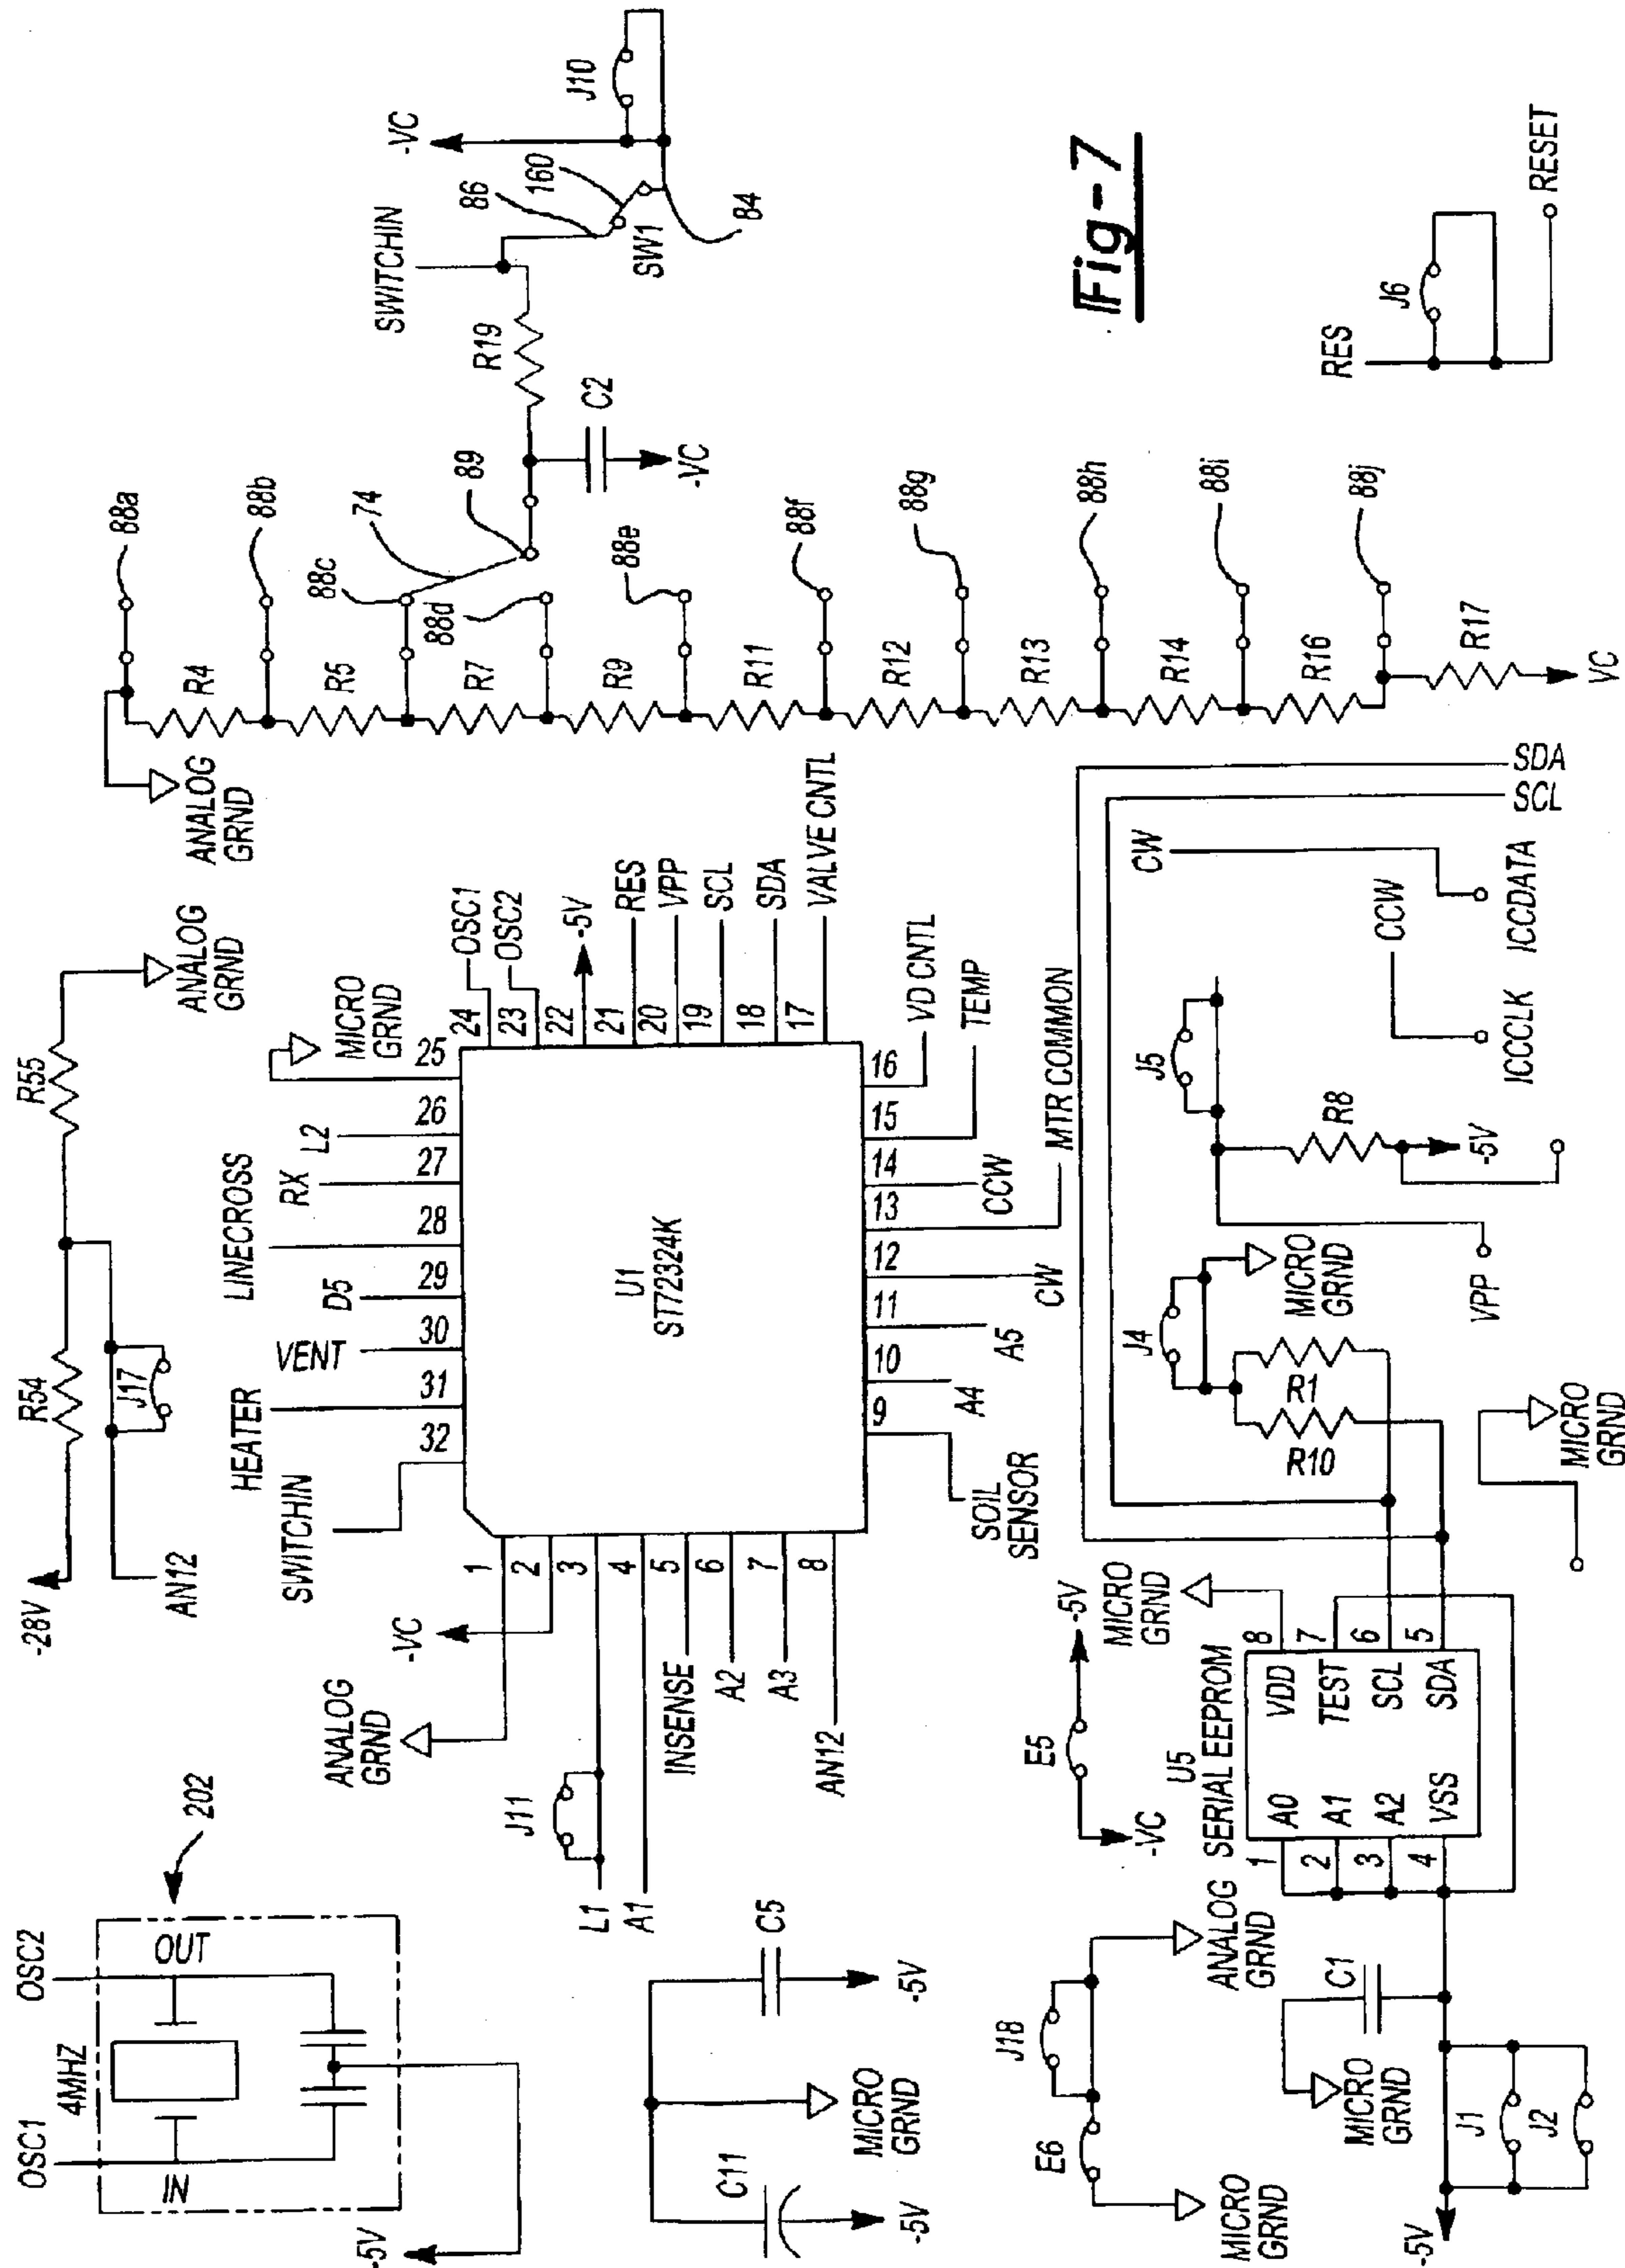 OSC1
OSC2
4MHZ
IN
OUT
202
-5V
-28V
R54
R55
J17
AN12
ANALOG
GRND
ANALOG
GRND
88a
R4
88b
R5
88c
74
89
R7
88d
R9
88e
R11
88f
R12
88g
R13
88h
R14
88i
R16
88j
R17
VC
C2
-VC
R19
SWITCHIN
86
160
SW1
84
-VC
J10
SWITCHIN
HEATER
VENT
D5
LINECROSS
RX
L2
MICRO
GRND
32
31
30
29
28
27
26
25
24
OSC1
23
OSC2
22
-5V
21
RES
20
VPP
19
SCL
18
SDA
17
VALVE CNTL
U1
ST72324K
ANALOG
GRND
-VC
J11
L1
A1
INSENSE
A2
A3
AN12
1
2
3
4
5
6
7
8
9
10
11
12
13
14
15
16
SOIL
SENSOR
A4
A5
CW
MTR COMMON
CCW
TEMP
VD CNTL
C11
C5
-5V
MICRO
GRND
-5V
E6
J18
MICRO
GRND
ANALOG
GRND
E5
-VC
-5V
U5
SERIAL EEPROM
1
A0
2
A1
3
A2
4
VSS
VDD
8
TEST
7
SCL
6
SDA
5
MICRO
GRND
C1
MICRO
GRND
J1
J2
-5V
J4
MICRO
GRND
R1
R10
MICRO
GRND
J5
R8
-5V
VPP
CCW
CW
ICCCLK
ICCDATA
SCL
SDA
RES
J6
RESET
Fig-7